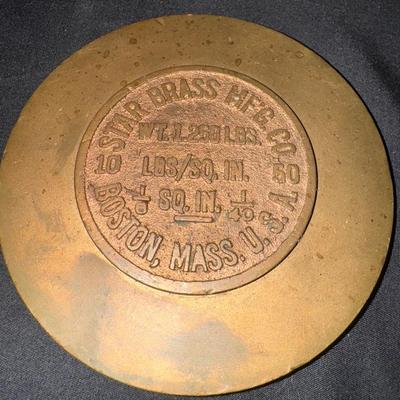 STAR BRASS MFG. CO.
WT. 1.250 LBS.
10 LBS/SQ. IN. 50
1/8 SQ. IN. 1/40
BOSTON, MASS. U.S.A